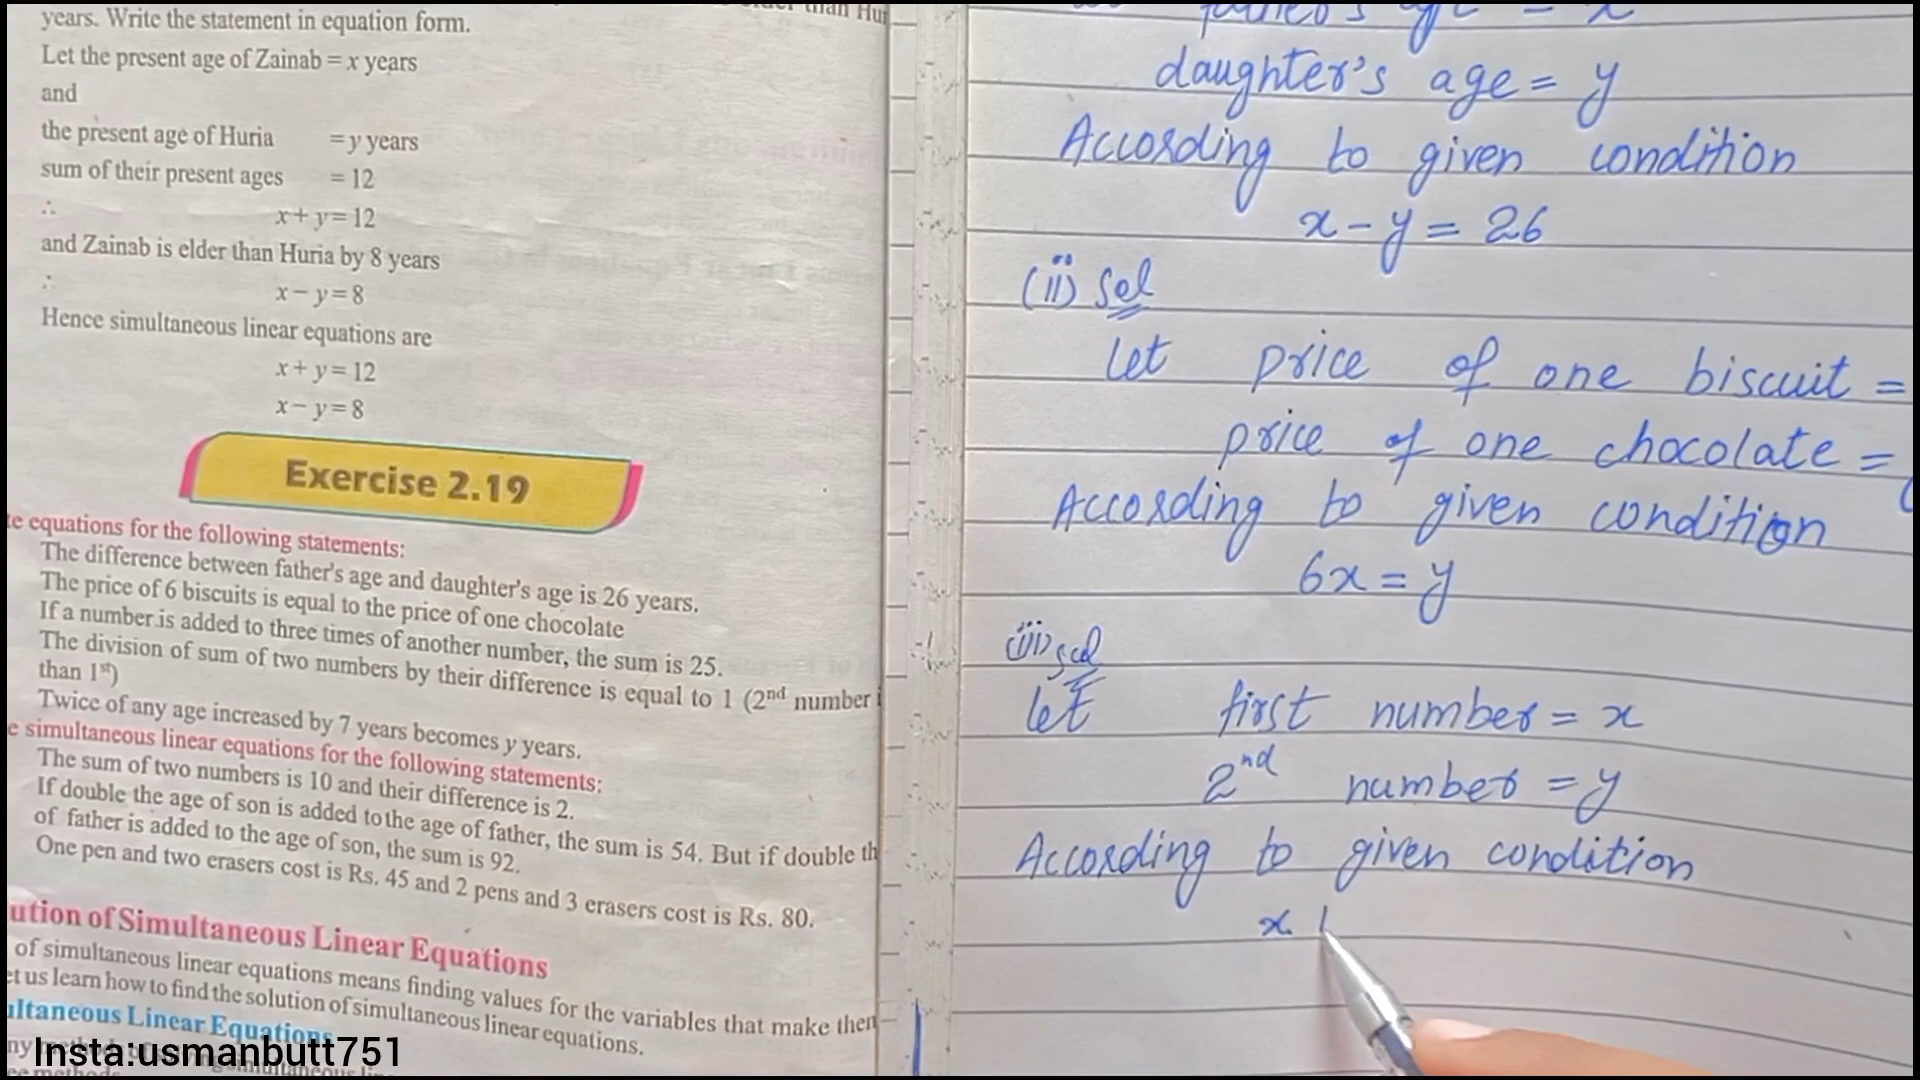 than Hur
years. Write the statement in equation form.
Let the present age of Zainab = x years
and
the present age of Huria = y years
sum of their present ages = 12
∴ x + y = 12
and Zainab is elder than Huria by 8 years
∴ x − y = 8
Hence simultaneous linear equations are
x + y = 12
x − y = 8
Exercise 2.19
te equations for the following statements:
The difference between father's age and daughter's age is 26 years.
The price of 6 biscuits is equal to the price of one chocolate
If a number is added to three times of another number, the sum is 25.
The division of sum of two numbers by their difference is equal to 1 (2nd number i
than 1st)
Twice of any age increased by 7 years becomes y years.
e simultaneous linear equations for the following statements:
The sum of two numbers is 10 and their difference is 2.
If double the age of son is added to the age of father, the sum is 54. But if double th
of father is added to the age of son, the sum is 92.
One pen and two erasers cost is Rs. 45 and 2 pens and 3 erasers cost is Rs. 80.
ution of Simultaneous Linear Equations
of simultaneous linear equations means finding values for the variables that make then
et us learn how to find the solution of simultaneous linear equations.
ultaneous Linear Equations
Insta:usmanbutt751
father's age = x
daughter's age = y
According to given condition
x - y = 26
(ii) Sol
let price of one biscuit =
price of one chocolate =
According to given condition
6x = y
(iii) sol
let first number = x
2nd number = y
According to given condition
x